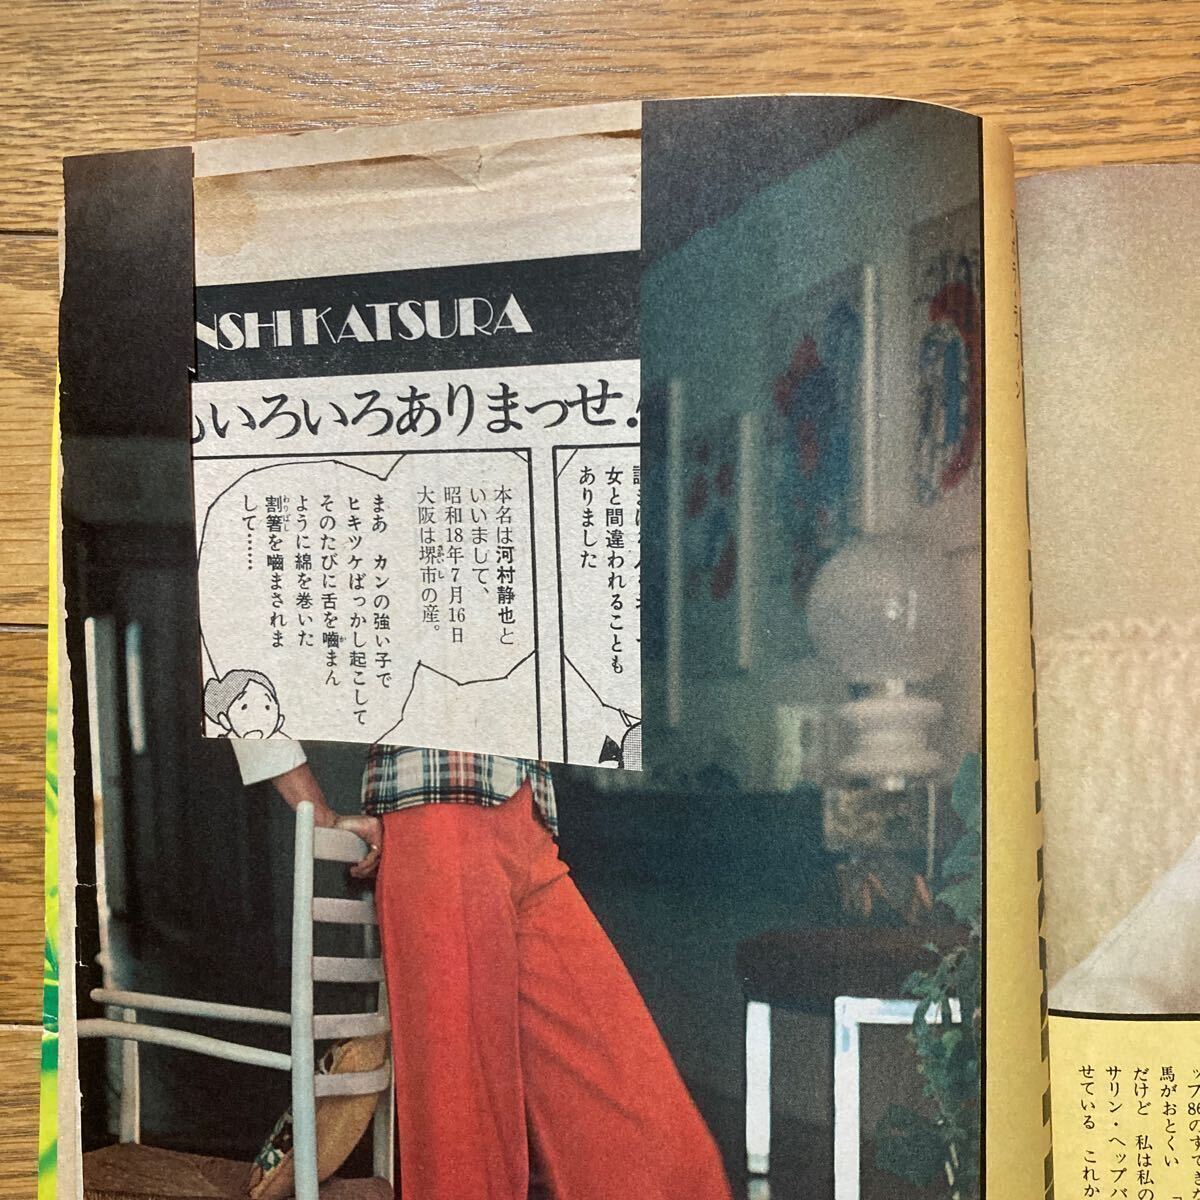 NSHI KATSURA
いろいろありまっせ!
女と間違われることも
ありました
本名は河村静也と
いいまして、
昭和18年7月16日
大阪は堺市の産。
まあ カンの強い子で
ヒキツケばっかし起こして
そのたびに舌を嚙まん
ように綿を巻いた
割箸を嚙まされま
して……
馬がおとくい
だけど 私は私の
サリン・ヘップバ
せている これか